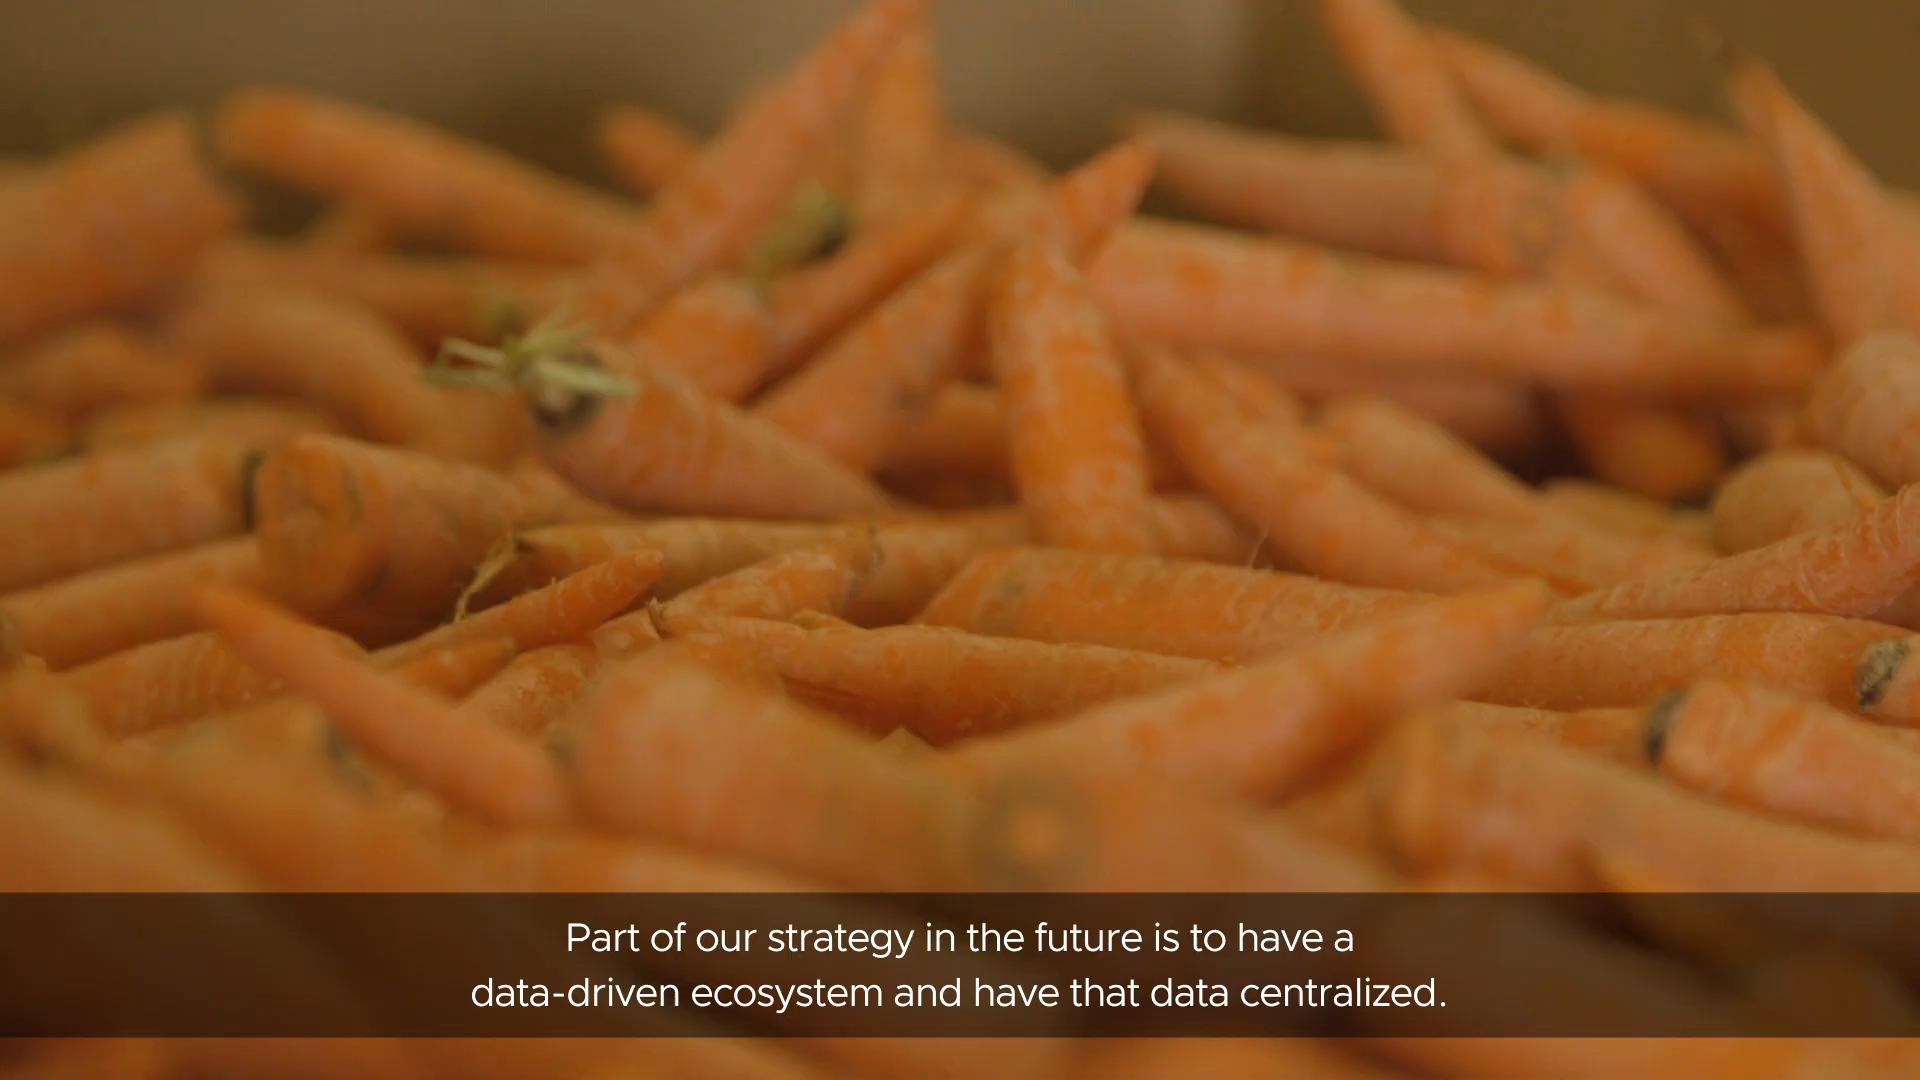 Part of our strategy in the future is to have a
data-driven ecosystem and have that data centralized.